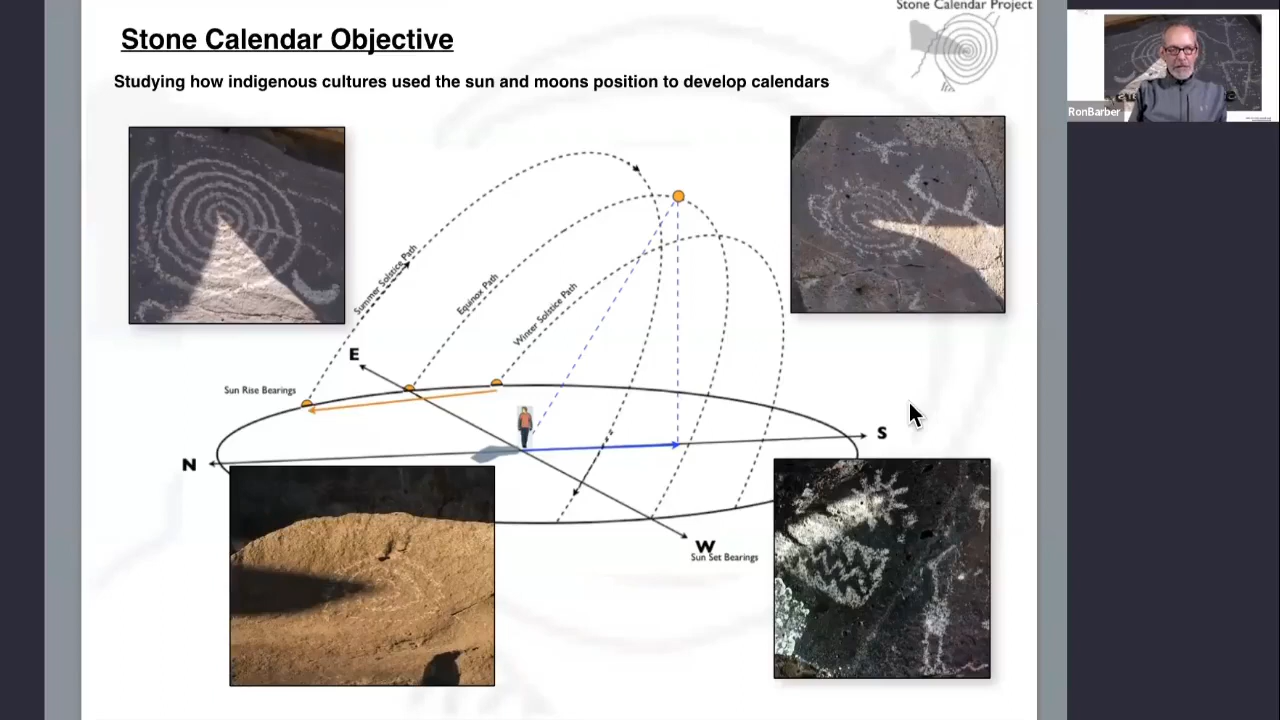 Stone Calendar Project
Stone Calendar Objective
Studying how indigenous cultures used the sun and moons position to develop calendars
Summer Solstice Path
Equinox Path
Winter Solstice Path
E
Sun Rise Bearings
N
S
W
Sun Set Bearings
RonBarber